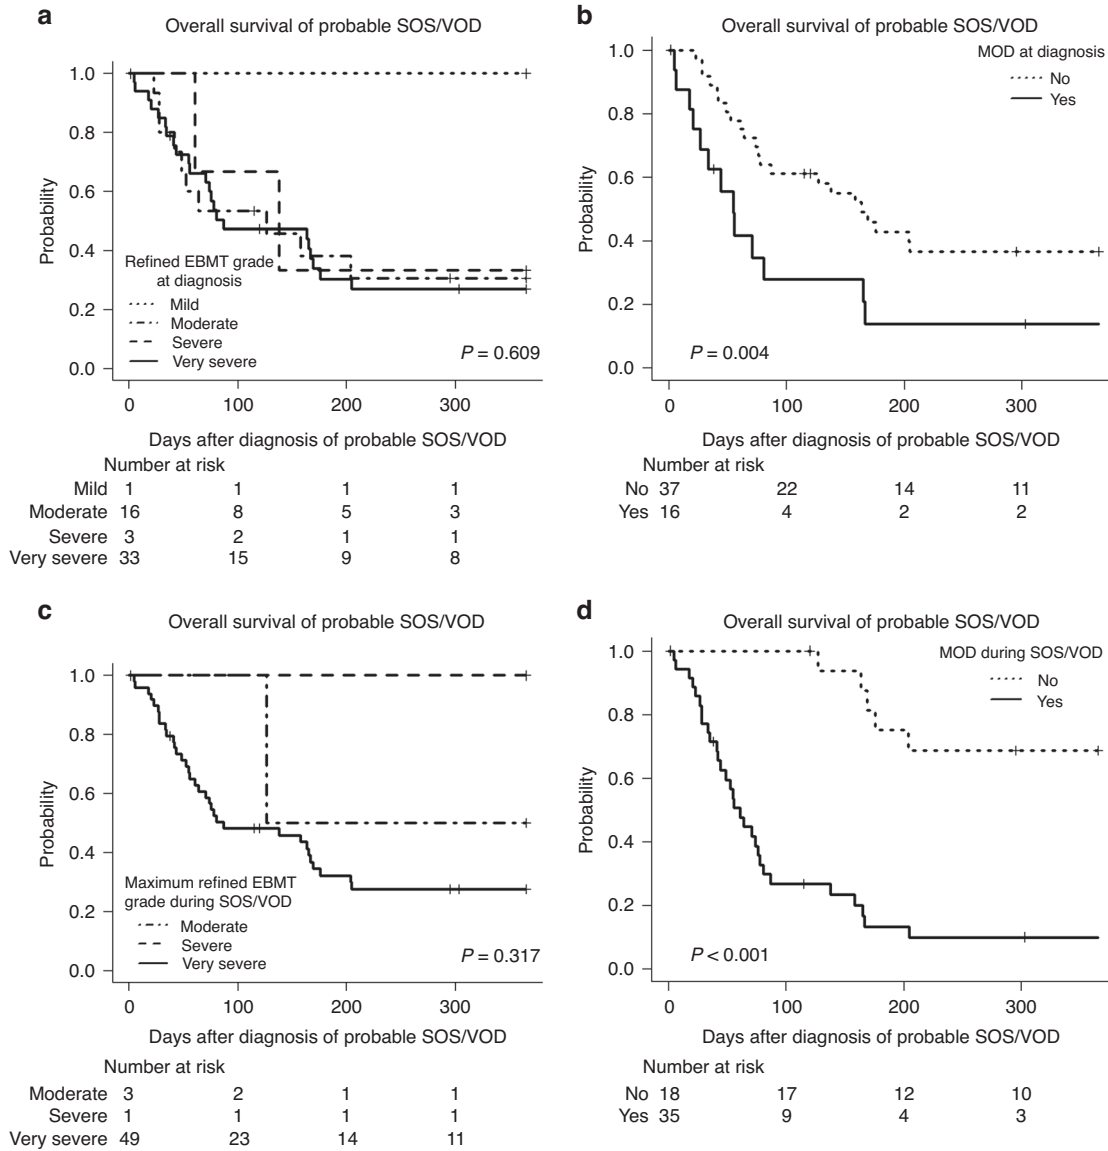 a
Overall survival of probable SOS/VOD
1.0
0.8
0.6
0.4
0.2
0.0
Probability
Refined EBMT grade
at diagnosis
Mild
Moderate
Severe
Very severe
P = 0.609
0 100 200 300
Days after diagnosis of probable SOS/VOD
Number at risk
Mild 1 1 1 1
Moderate 16 8 5 3
Severe 3 2 1 1
Very severe 33 15 9 8
b
Overall survival of probable SOS/VOD
MOD at diagnosis
No
Yes
1.0
0.8
0.6
0.4
0.2
0.0
Probability
P = 0.004
0 100 200 300
Days after diagnosis of probable SOS/VOD
Number at risk
No 37 22 14 11
Yes 16 4 2 2
c
Overall survival of probable SOS/VOD
1.0
0.8
0.6
0.4
0.2
0.0
Probability
Maximum refined EBMT
grade during SOS/VOD
Moderate
Severe
Very severe
P = 0.317
0 100 200 300
Days after diagnosis of probable SOS/VOD
Number at risk
Moderate 3 2 1 1
Severe 1 1 1 1
Very severe 49 23 14 11
d
Overall survival of probable SOS/VOD
MOD during SOS/VOD
No
Yes
1.0
0.8
0.6
0.4
0.2
0.0
Probability
P < 0.001
0 100 200 300
Days after diagnosis of probable SOS/VOD
Number at risk
No 18 17 12 10
Yes 35 9 4 3